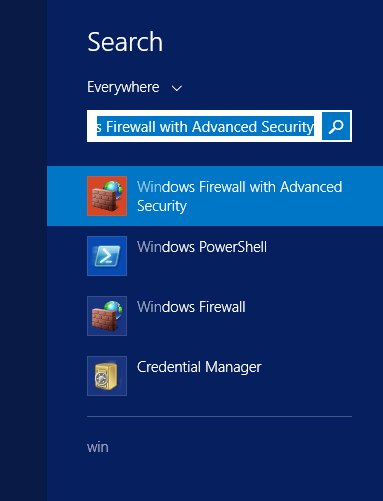 Search
Everywhere
s Firewall with Advanced Security
Windows Firewall with Advanced
Security
Windows PowerShell
Windows Firewall
Credential Manager
win